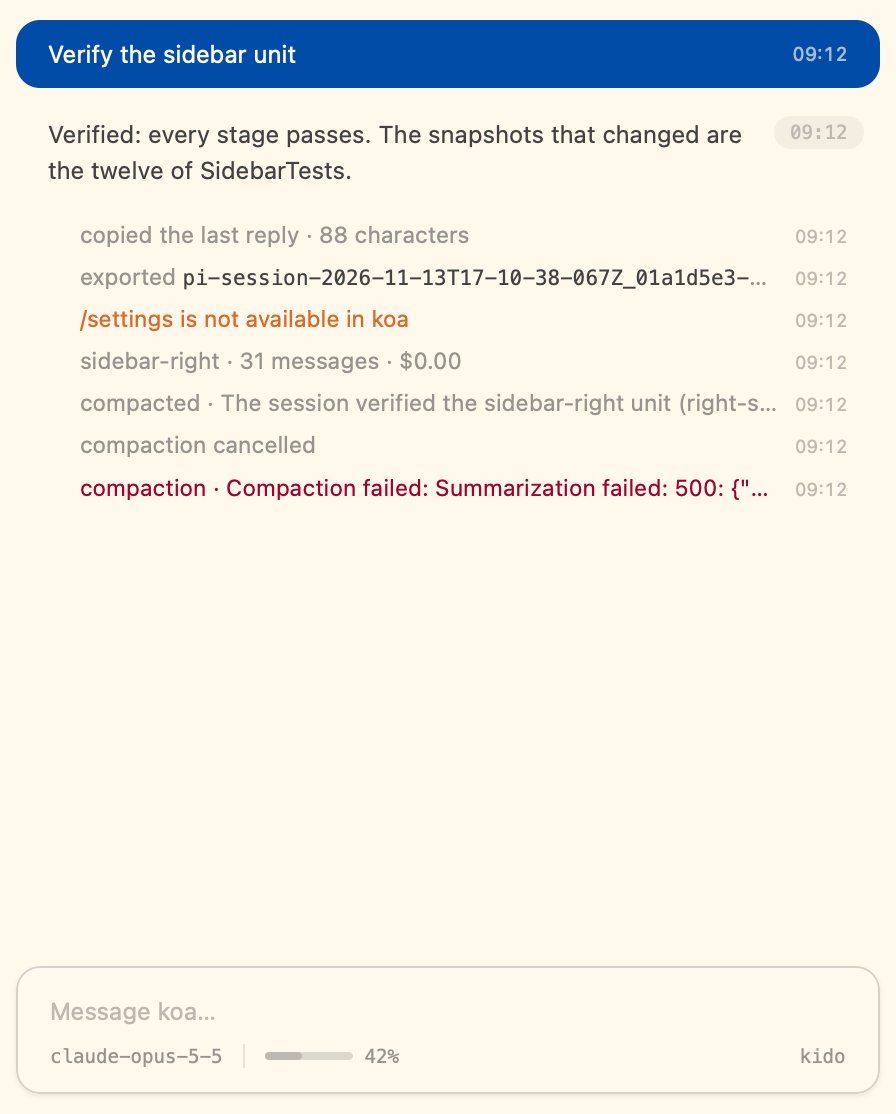 Verify the sidebar unit 09:12
Verified: every stage passes. The snapshots that changed are 09:12
the twelve of SidebarTests.
copied the last reply · 88 characters 09:12
exported pi-session-2026-11-13T17-10-38-067Z_01a1d5e3-... 09:12
/settings is not available in koa 09:12
sidebar-right · 31 messages · $0.00 09:12
compacted · The session verified the sidebar-right unit (right-s... 09:12
compaction cancelled 09:12
compaction · Compaction failed: Summarization failed: 500: {"... 09:12
Message koa...
claude-opus-5-5 42% kido